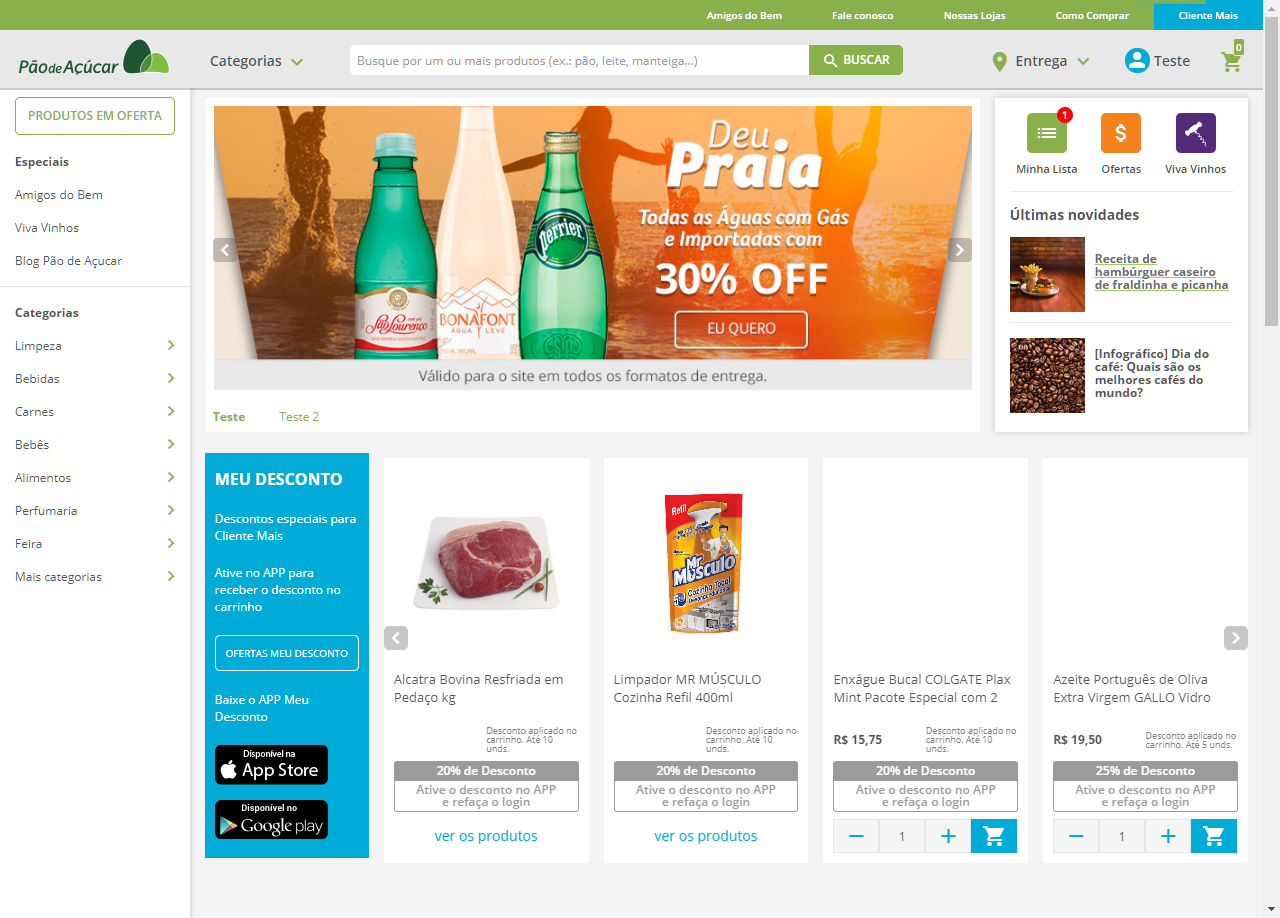 Amigos do Bem
Fale conosco
Nossas Lojas
Como Comprar
Cliente Mais
PãodeAçúcar
Categorias
Busque por um ou mais produtos (ex.: pão, leite, manteiga...)
BUSCAR
Entrega
Teste
0
PRODUTOS EM OFERTA
Especiais
Amigos do Bem
Viva Vinhos
Blog Pão de Açucar
Categorias
Limpeza
Bebidas
Carnes
Bebês
Alimentos
Perfumaria
Feira
Mais categorias
Deu
Praia
Todas as Águas com Gás
e Importadas com
30% OFF
EU QUERO
São Lourenço
BONAFONT
ÁGUA LEVE
perrier
Válido para o site em todos os formatos de entrega.
Teste
Teste 2
1
Minha Lista
$
Ofertas
Viva Vinhos
Últimas novidades
Receita de
hambúrguer caseiro
de fraldinha e picanha
[Infográfico] Dia do
café: Quais são os
melhores cafés do
mundo?
MEU DESCONTO
Descontos especiais para
Cliente Mais
Ative no APP para
receber o desconto no
carrinho
OFERTAS MEU DESCONTO
Baixe o APP Meu
Desconto
Disponível na
App Store
Disponível no
Google play
Alcatra Bovina Resfriada em
Pedaço kg
Desconto aplicado no
carrinho. Até 10
unds.
20% de Desconto
Ative o desconto no APP
e refaça o login
ver os produtos
Refil
Mr
Músculo
Cozinha Total
Limpador MR MÚSCULO
Cozinha Refil 400ml
Desconto aplicado no
carrinho. Até 10
unds.
20% de Desconto
Ative o desconto no APP
e refaça o login
ver os produtos
Enxágue Bucal COLGATE Plax
Mint Pacote Especial com 2
R$ 15,75
Desconto aplicado no
carrinho. Até 10
unds.
20% de Desconto
Ative o desconto no APP
e refaça o login
1
Azeite Português de Oliva
Extra Virgem GALLO Vidro
R$ 19,50
Desconto aplicado no
carrinho. Até 5 unds.
25% de Desconto
Ative o desconto no APP
e refaça o login
1